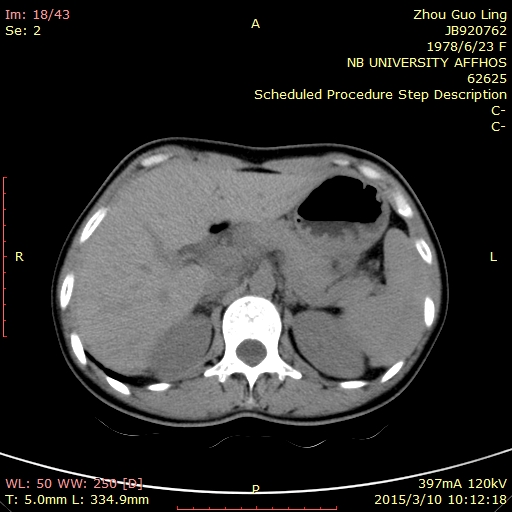 Im: 18/43
Se: 2
A
Zhou Guo Ling
JB920762
1978/6/23 F
NB UNIVERSITY AFFHOS
62625
Scheduled Procedure Step Description
C-
C-
R
L
WL: 50 WW: 250 [D]
T: 5.0mm L: 334.9mm
P
397mA 120kV
2015/3/10 10:12:18